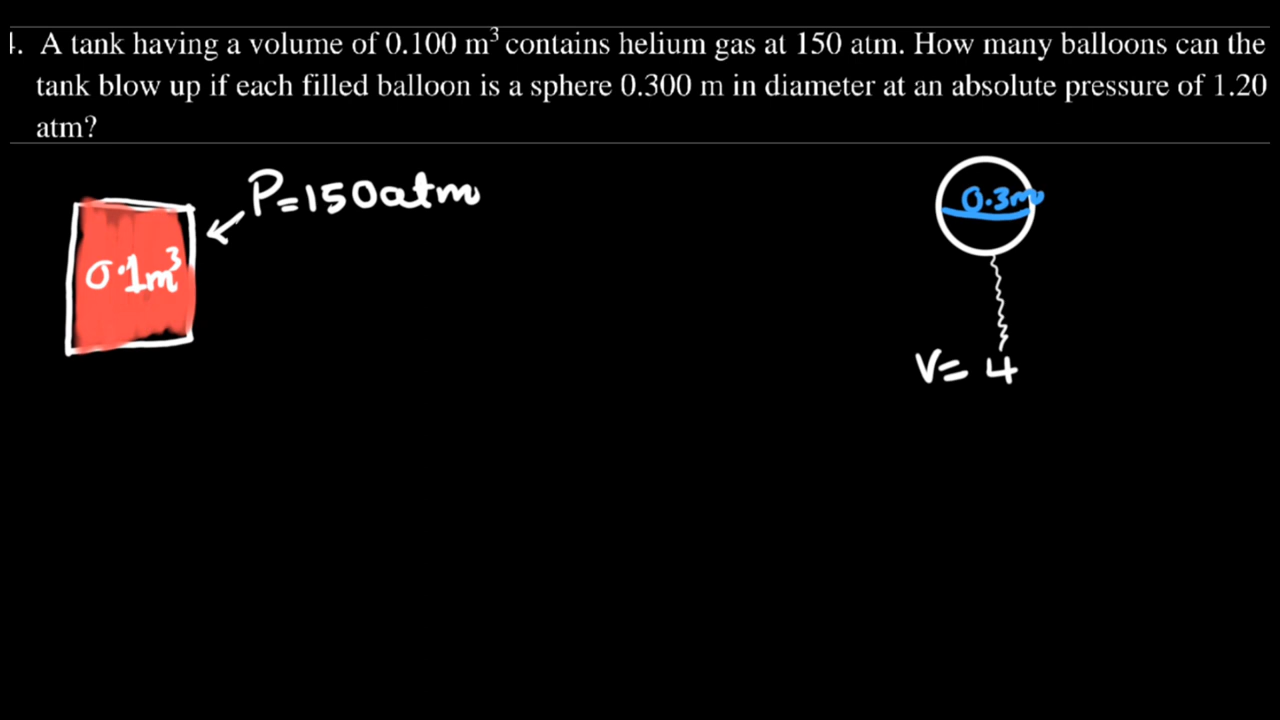 4. A tank having a volume of 0.100 m³ contains helium gas at 150 atm. How many balloons can the
tank blow up if each filled balloon is a sphere 0.300 m in diameter at an absolute pressure of 1.20
atm?
P=150atm
0.1m³
0.3m
V= 4